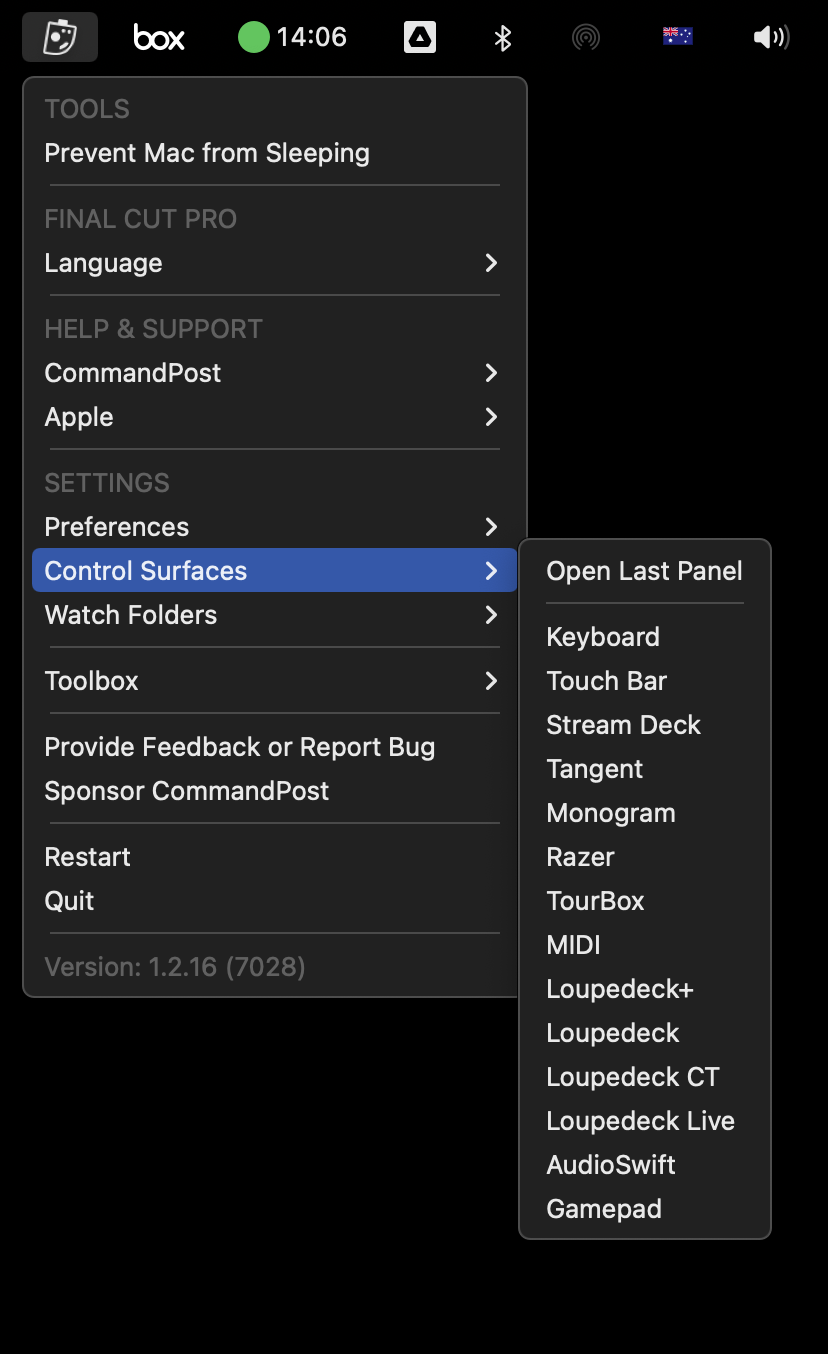 box
14:06
TOOLS
Prevent Mac from Sleeping
FINAL CUT PRO
Language
HELP & SUPPORT
CommandPost
Apple
SETTINGS
Preferences
Control Surfaces
Watch Folders
Toolbox
Provide Feedback or Report Bug
Sponsor CommandPost
Restart
Quit
Version: 1.2.16 (7028)
Open Last Panel
Keyboard
Touch Bar
Stream Deck
Tangent
Monogram
Razer
TourBox
MIDI
Loupedeck+
Loupedeck
Loupedeck CT
Loupedeck Live
AudioSwift
Gamepad